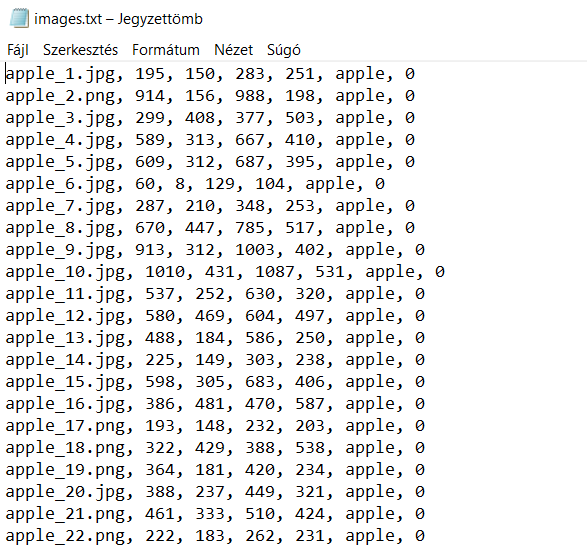 images.txt – Jegyzettömb
Fájl Szerkesztés Formátum Nézet Súgó
apple_1.jpg, 195, 150, 283, 251, apple, 0
apple_2.png, 914, 156, 988, 198, apple, 0
apple_3.jpg, 299, 408, 377, 503, apple, 0
apple_4.jpg, 589, 313, 667, 410, apple, 0
apple_5.jpg, 609, 312, 687, 395, apple, 0
apple_6.jpg, 60, 8, 129, 104, apple, 0
apple_7.jpg, 287, 210, 348, 253, apple, 0
apple_8.jpg, 670, 447, 785, 517, apple, 0
apple_9.jpg, 913, 312, 1003, 402, apple, 0
apple_10.jpg, 1010, 431, 1087, 531, apple, 0
apple_11.jpg, 537, 252, 630, 320, apple, 0
apple_12.jpg, 580, 469, 604, 497, apple, 0
apple_13.jpg, 488, 184, 586, 250, apple, 0
apple_14.jpg, 225, 149, 303, 238, apple, 0
apple_15.jpg, 598, 305, 683, 406, apple, 0
apple_16.jpg, 386, 481, 470, 587, apple, 0
apple_17.png, 193, 148, 232, 203, apple, 0
apple_18.png, 322, 429, 388, 538, apple, 0
apple_19.png, 364, 181, 420, 234, apple, 0
apple_20.jpg, 388, 237, 449, 321, apple, 0
apple_21.png, 461, 333, 510, 424, apple, 0
apple_22.png, 222, 183, 262, 231, apple, 0